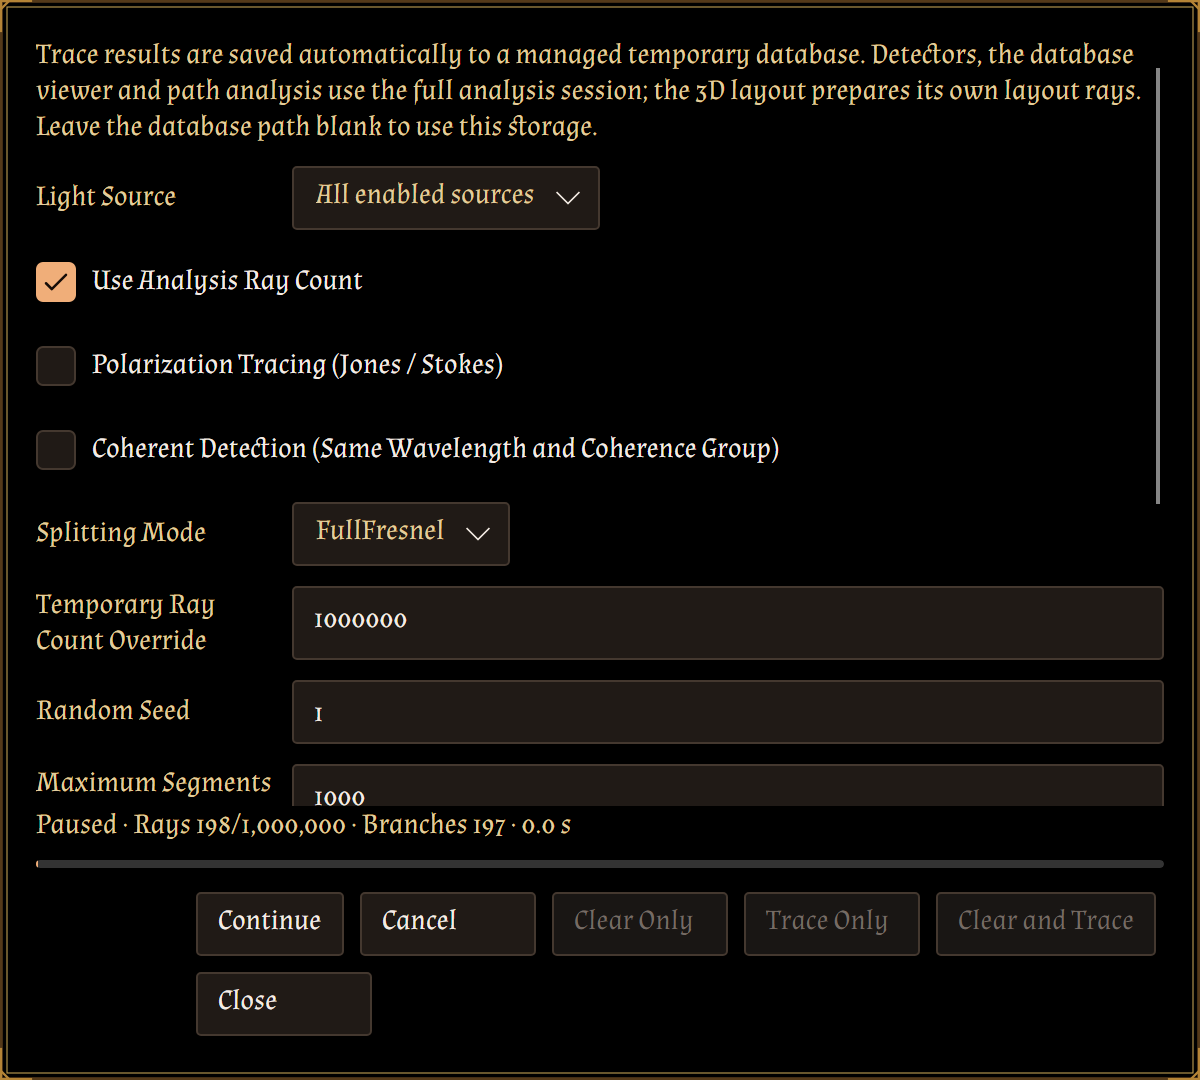 Trace results are saved automatically to a managed temporary database. Detectors, the database
viewer and path analysis use the full analysis session; the 3D layout prepares its own layout rays.
Leave the database path blank to use this storage.
Light Source
All enabled sources
Use Analysis Ray Count
Polarization Tracing (Jones / Stokes)
Coherent Detection (Same Wavelength and Coherence Group)
Splitting Mode
FullFresnel
Temporary Ray
Count Override
1000000
Random Seed
1
Maximum Segments
1000
Paused · Rays 198/1,000,000 · Branches 197 · 0.0 s
Continue
Cancel
Clear Only
Trace Only
Clear and Trace
Close